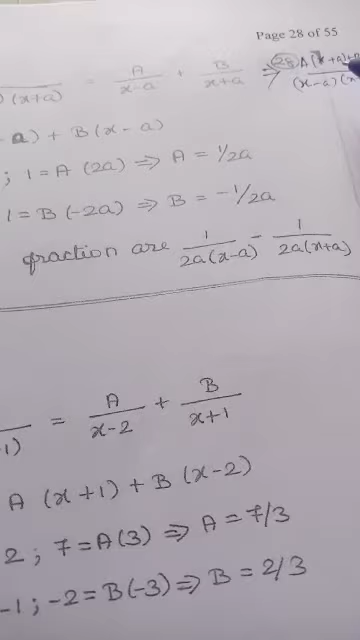 Page 28 of 55
(x+a) = A/x-a + B/x+a ⇒ A(x+a)+ / (x-a)(x
a) + B(x-a)
; 1 = A(2a) ⇒ A = 1/2a
1 = B(-2a) ⇒ B = -1/2a
fraction are 1/2a(x-a) - 1/2a(x+a)
= A/x-2 + B/x+1
A (x+1) + B (x-2)
2 ; 7 = A(3) ⇒ A = 7/3
-1 ; -2 = B(-3) ⇒ B = 2/3